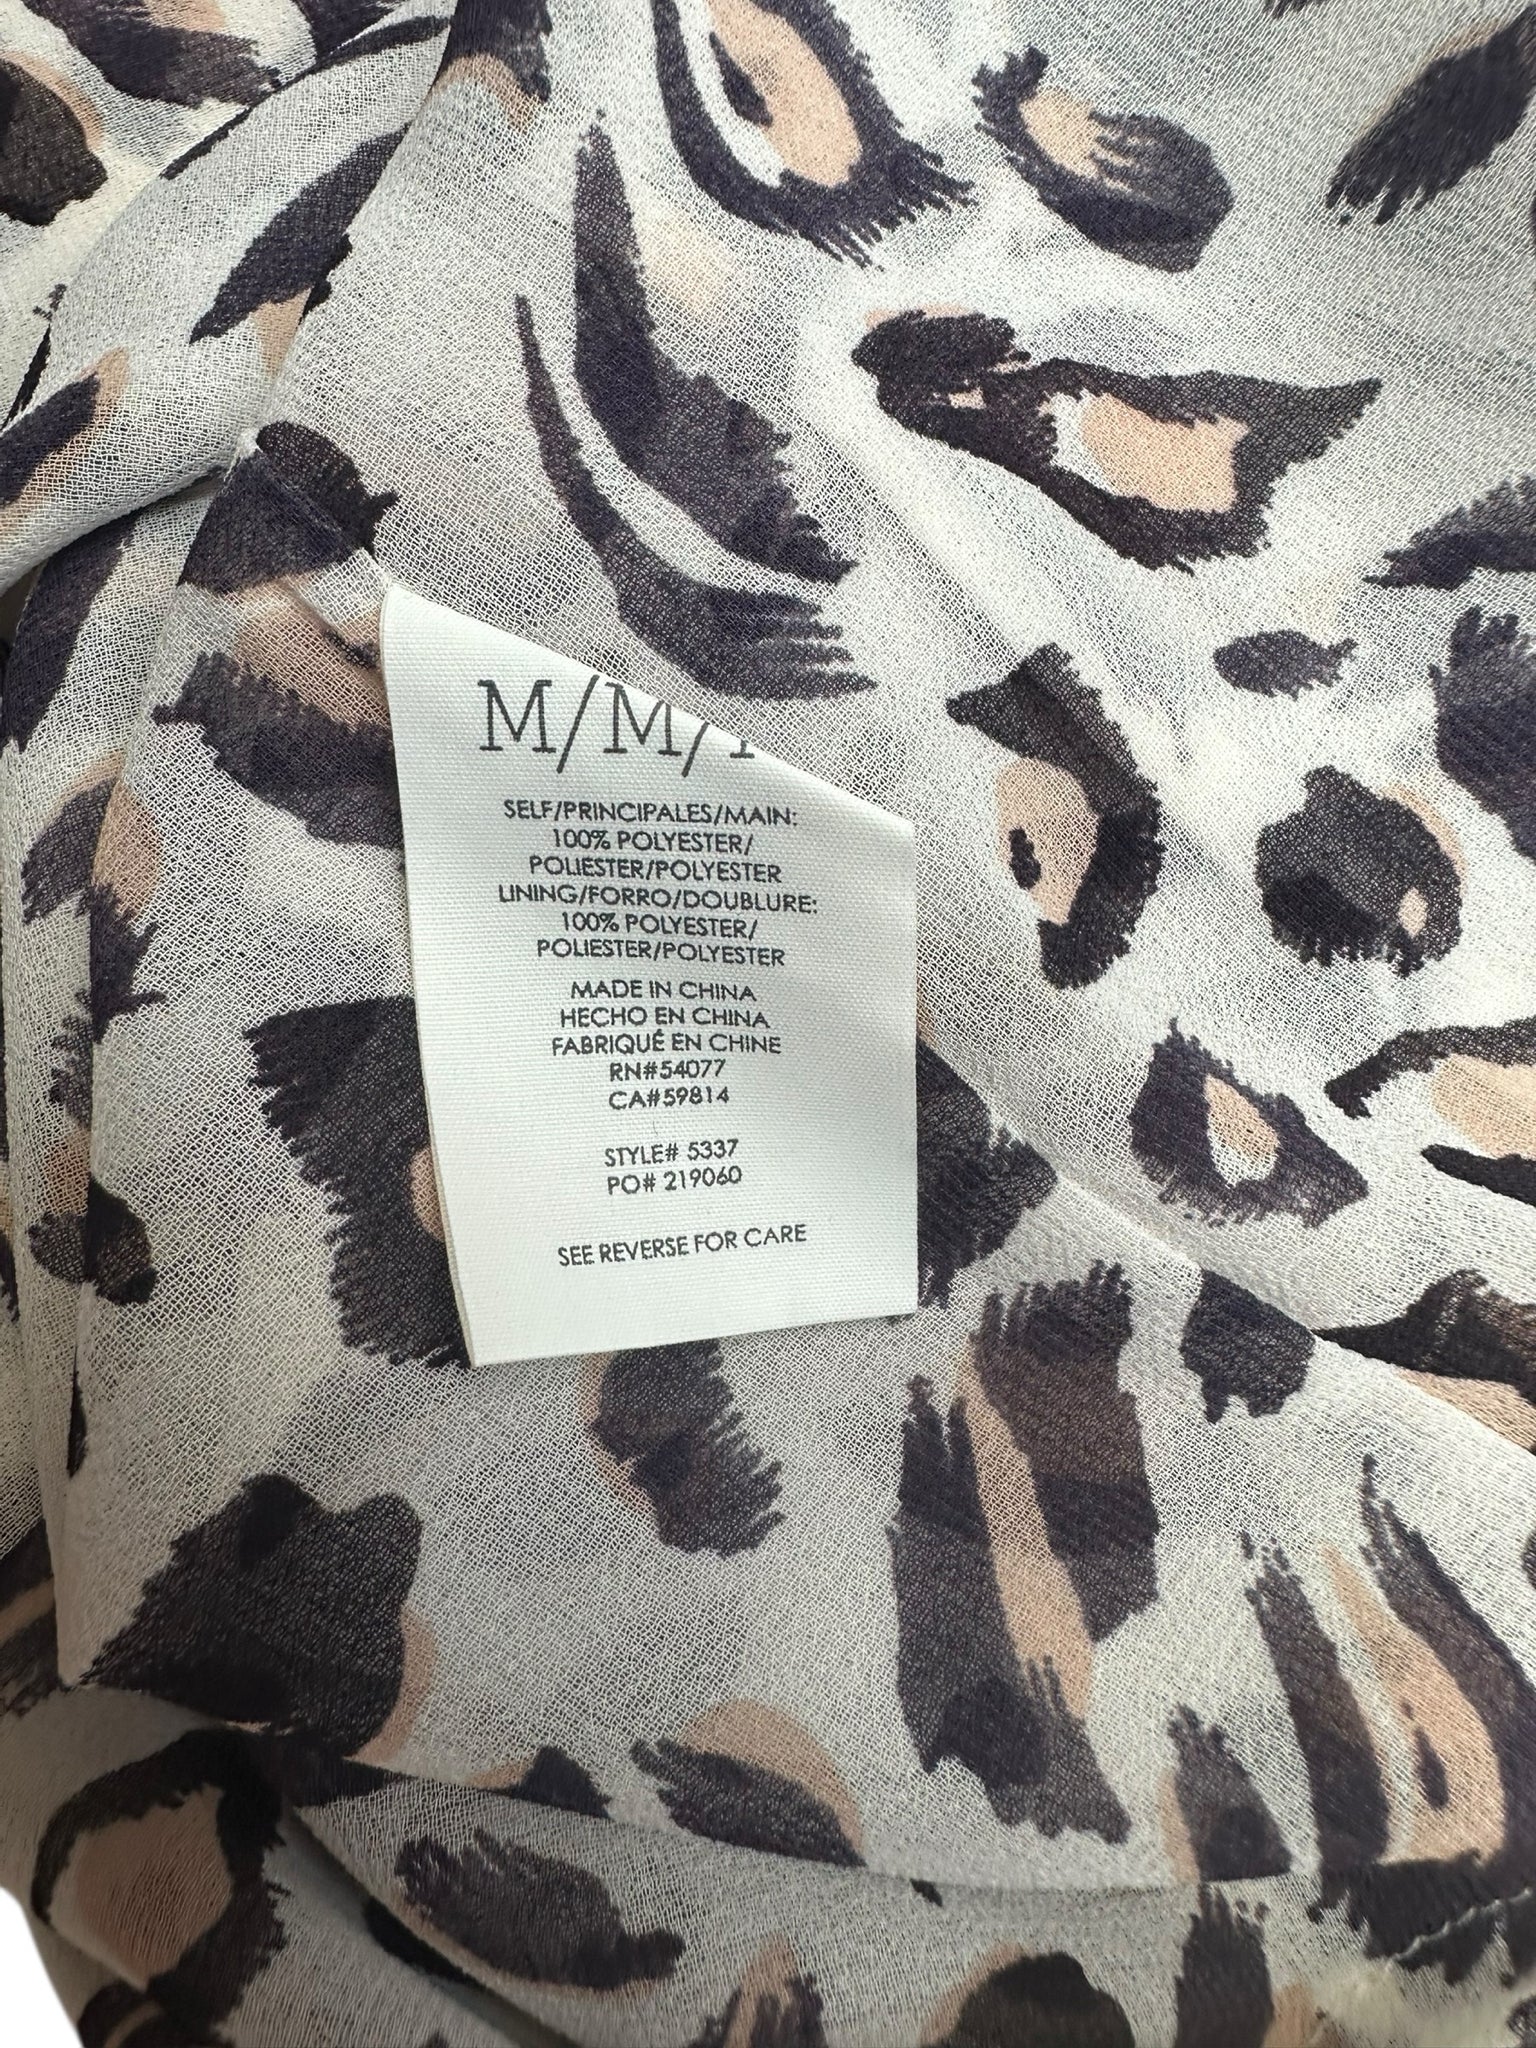 M/M/
SELF/PRINCIPALES/MAIN:
100% POLYESTER/
POLIESTER/POLYESTER
LINING/FORRO/DOUBLURE:
100% POLYESTER/
POLIESTER/POLYESTER
MADE IN CHINA
HECHO EN CHINA
FABRIQUÉ EN CHINE
RN#54077
CA#59814
STYLE# 5337
PO# 219060
SEE REVERSE FOR CARE